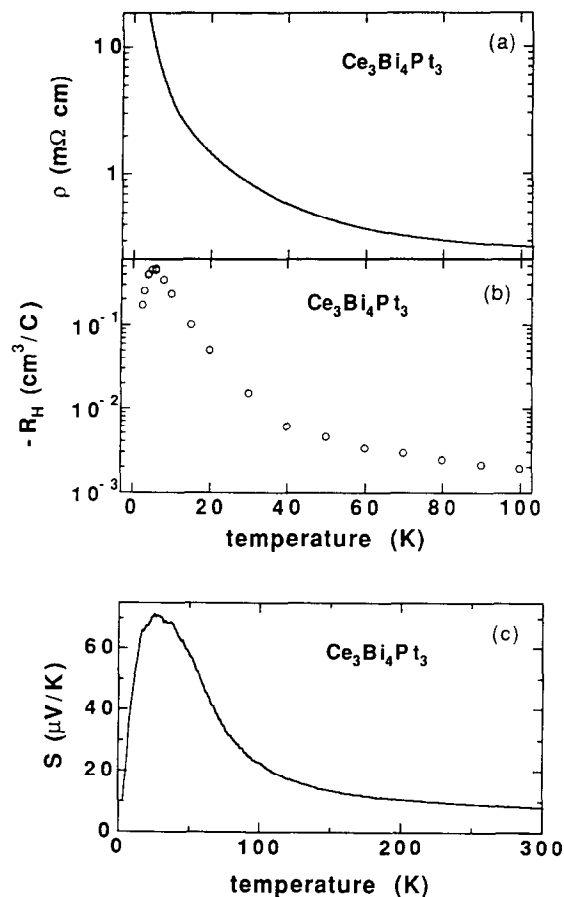 (a)
Ce₃Bi₄Pt₃
10
1
ρ (mΩ cm)
(b)
Ce₃Bi₄Pt₃
10⁻¹
10⁻²
10⁻³
-R_H (cm³/C)
0 20 40 60 80 100
temperature (K)
(c)
Ce₃Bi₄Pt₃
60
40
20
0
S (μV/K)
0 100 200 300
temperature (K)